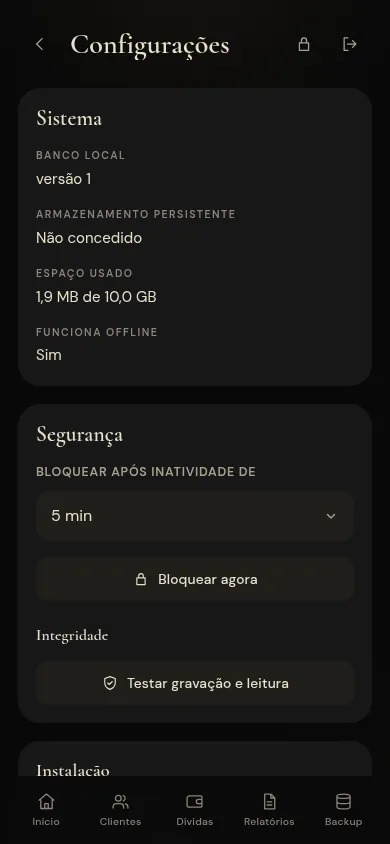 Configurações
Sistema
BANCO LOCAL
versão 1
ARMAZENAMENTO PERSISTENTE
Não concedido
ESPAÇO USADO
1,9 MB de 10,0 GB
FUNCIONA OFFLINE
Sim
Segurança
BLOQUEAR APÓS INATIVIDADE DE
5 min
Bloquear agora
Integridade
Testar gravação e leitura
Instalação
Início Clientes Dívidas Relatórios Backup